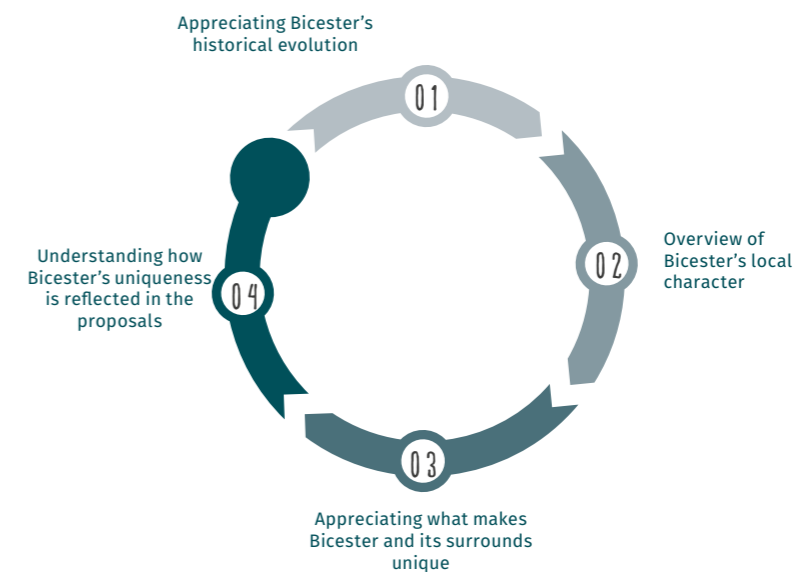 Appreciating Bicester’s
historical evolution
01
02
Overview of
Bicester’s local
character
03
Appreciating what makes
Bicester and its surrounds
unique
04
Understanding how
Bicester’s uniqueness
is reflected in the
proposals